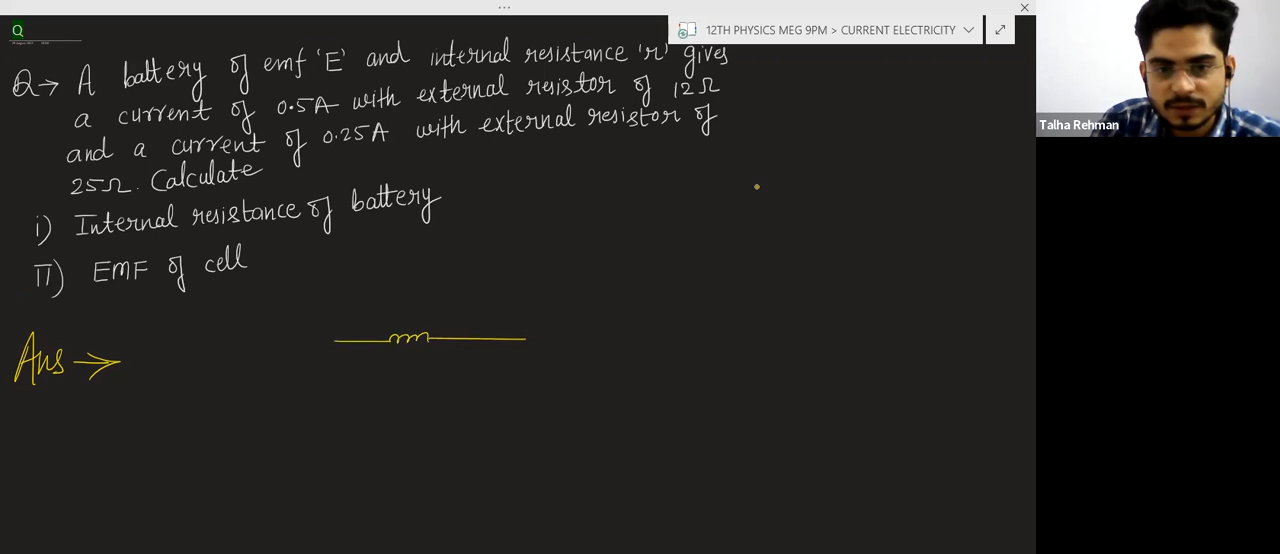 Q
12TH PHYSICS MEG 9PM > CURRENT ELECTRICITY
Q→ A battery of emf 'E' and internal resistance 'r' gives
a current of 0.5A with external resistor of 12Ω
and a current of 0.25A with external resistor of
25Ω. Calculate
i) Internal resistance of battery
II) EMF of cell
Ans →
Talha Rehman